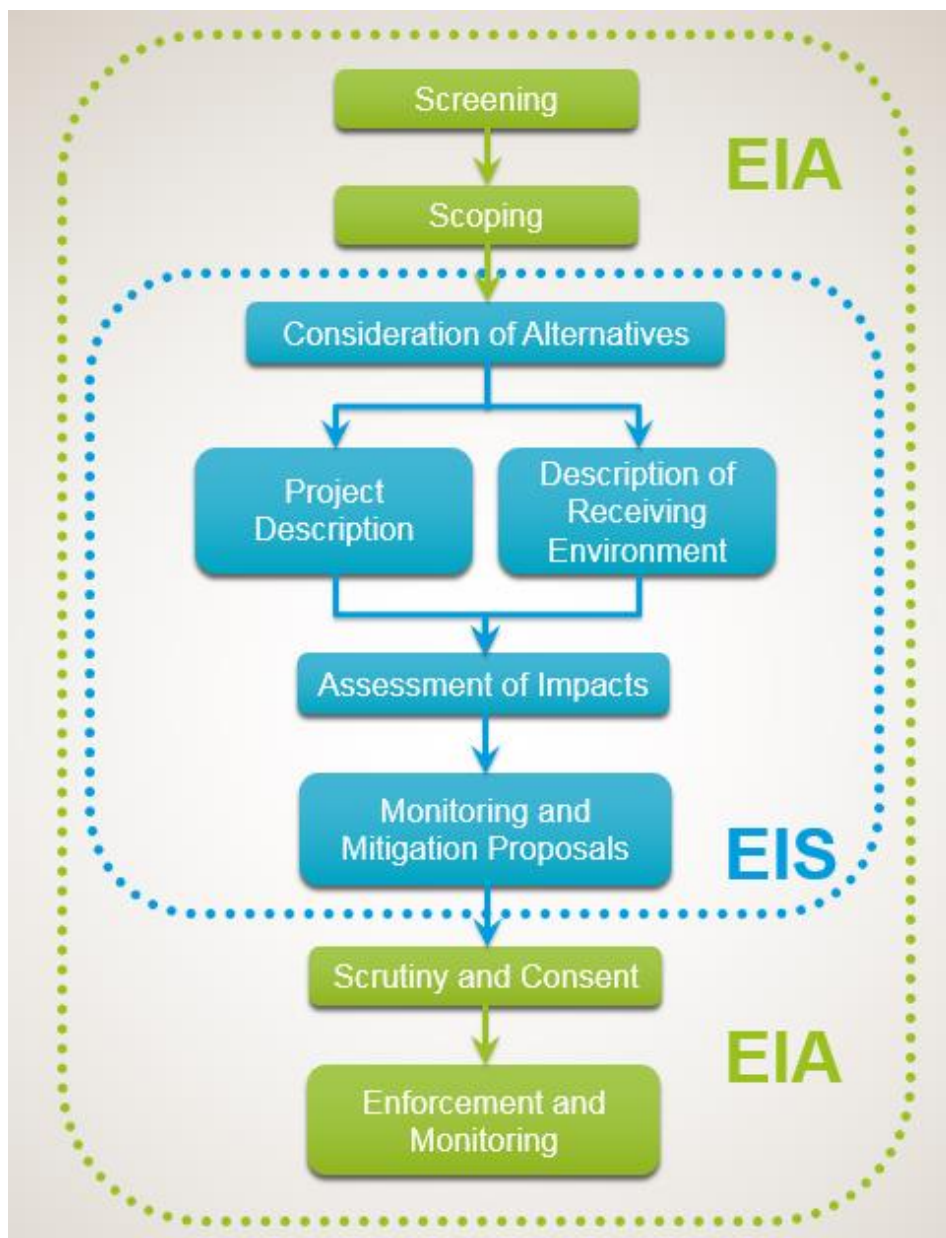 Screening
EIA
Scoping
Consideration of Alternatives
Project
Description
Description of
Receiving
Environment
Assessment of Impacts
Monitoring and
Mitigation Proposals
EIS
Scrutiny and Consent
EIA
Enforcement and
Monitoring